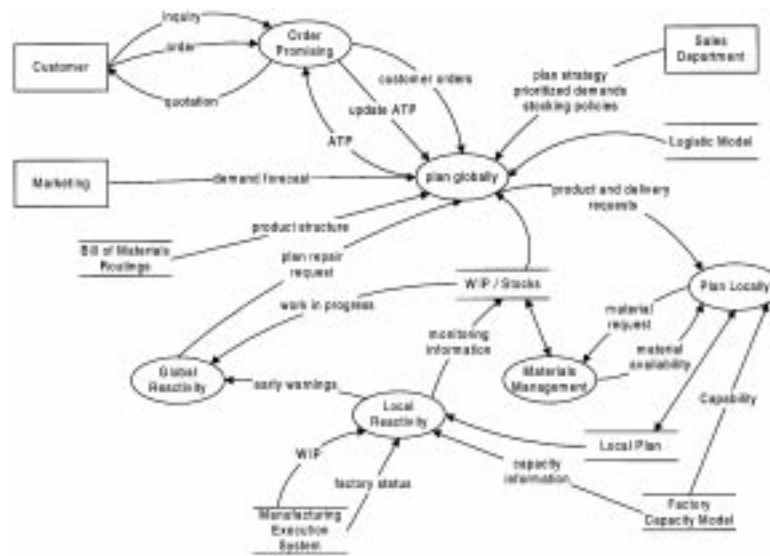 inquiry
Order
Promising
Sales
Department
Customer
order
customer orders
plan strategy
prioritized demands
stocking policies
quotation
update ATP
ATP
Logistic Model
Marketing
demand forecast
plan globally
product and delivery
requests
product structure
Bill of Materials
Routings
plan repair
request
WIP / Stocks
Plan Locally
work in progress
material
request
monitoring
information
material
availability
Global
Reactivity
Materials
Management
early warnings
Local
Reactivity
Capability
Local Plan
WIP
capacity
information
factory status
Manufacturing
Execution
System
Factory
Capacity Model